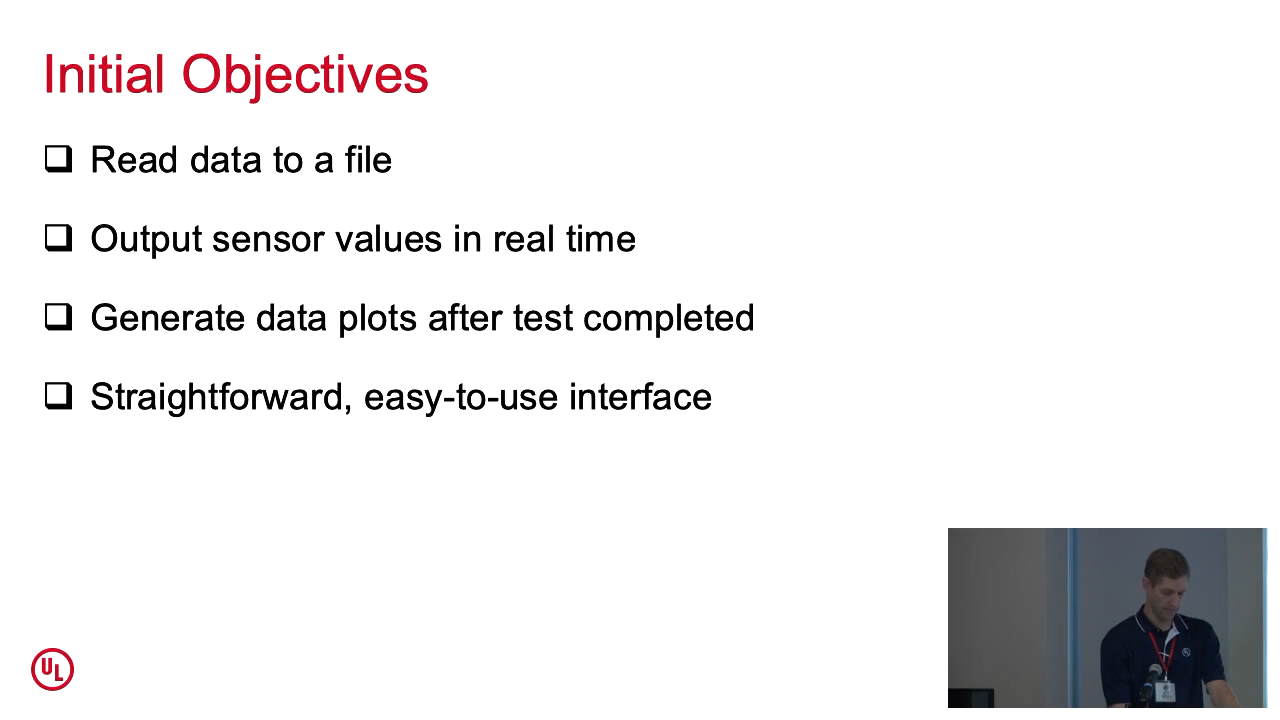 Initial Objectives
❑ Read data to a file
❑ Output sensor values in real time
❑ Generate data plots after test completed
❑ Straightforward, easy-to-use interface
UL